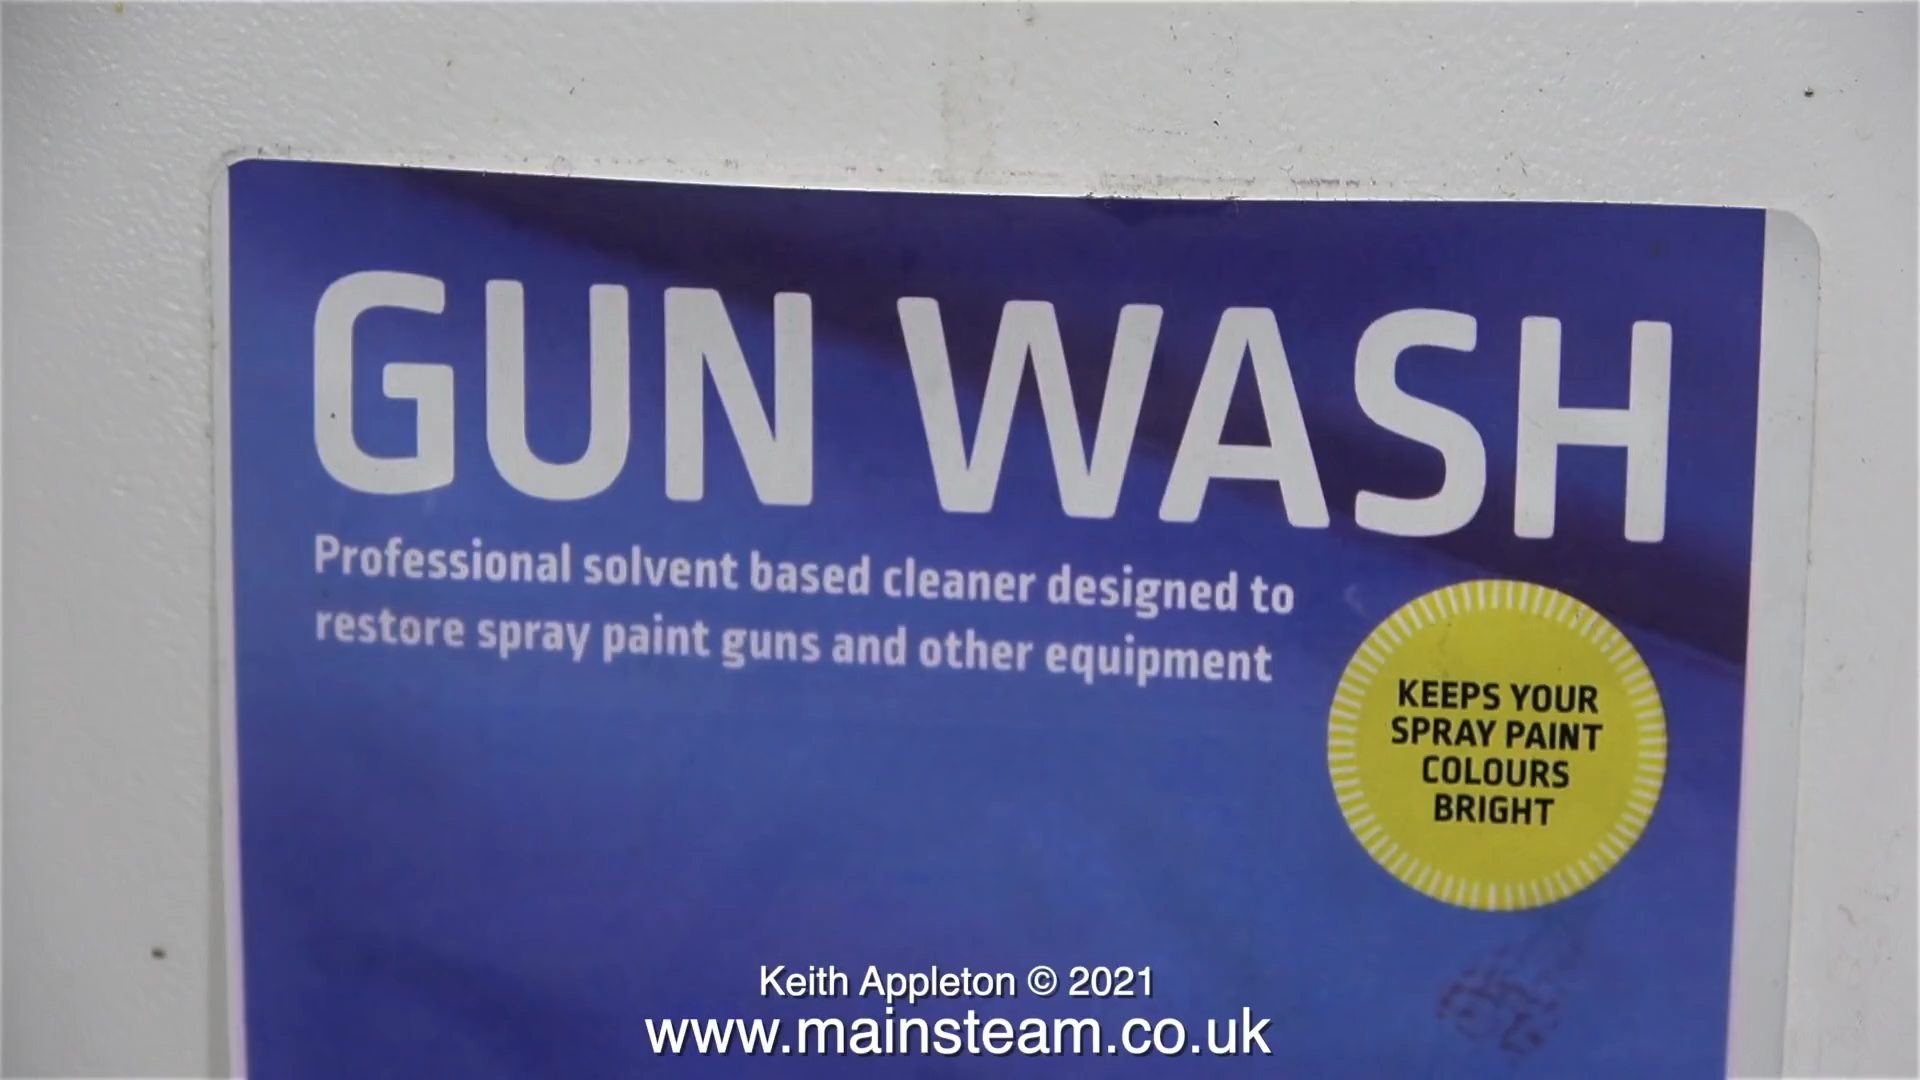 GUN WASH
Professional solvent based cleaner designed to
restore spray paint guns and other equipment
KEEPS YOUR
SPRAY PAINT
COLOURS
BRIGHT
Keith Appleton © 2021
www.mainsteam.co.uk